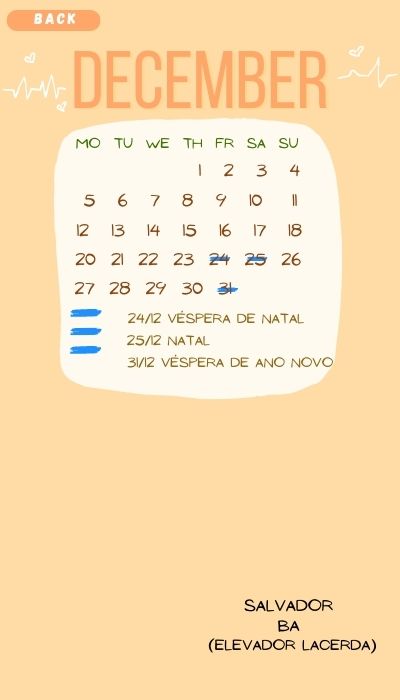 BACK
DECEMBER
MO TU WE TH FR SA SU
1 2 3 4
5 6 7 8 9 10 11
12 13 14 15 16 17 18
20 21 22 23 24 25 26
27 28 29 30 31
24/12 VÉSPERA DE NATAL
25/12 NATAL
31/12 VÉSPERA DE ANO NOVO
SALVADOR
BA
(ELEVADOR LACERDA)